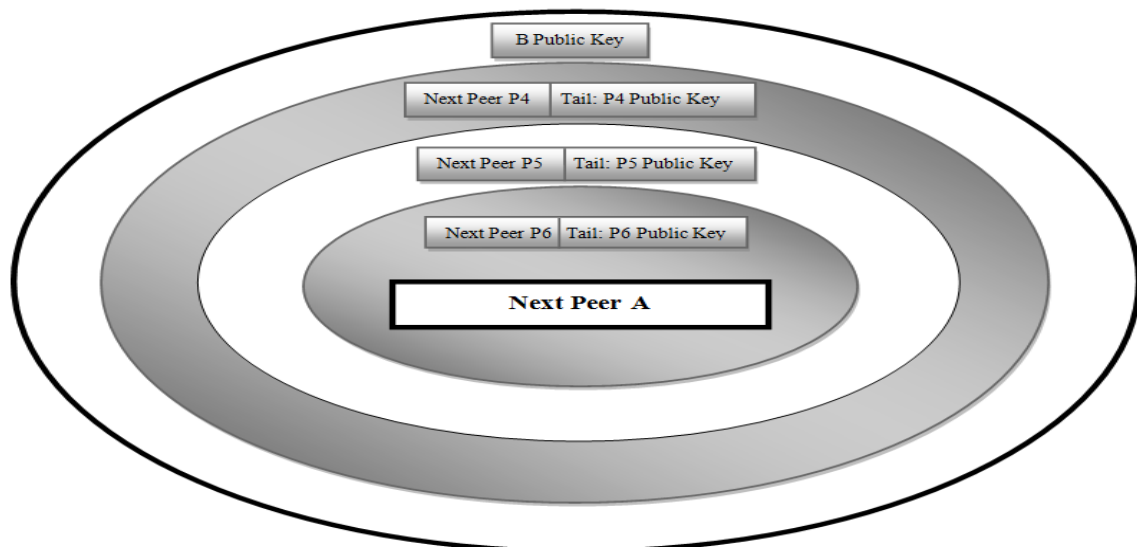 B Public Key
Next Peer P4 Tail: P4 Public Key
Next Peer P5 Tail: P5 Public Key
Next Peer P6 Tail: P6 Public Key
Next Peer A